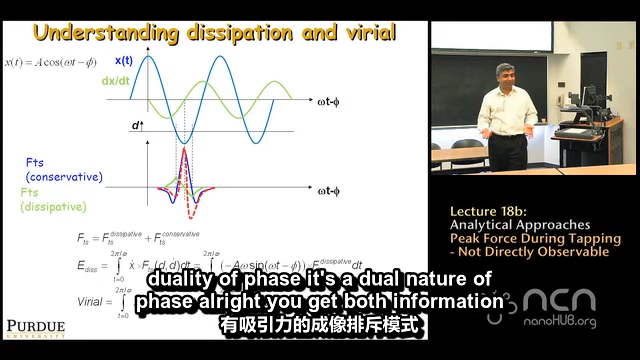 Understanding dissipation and virial
x(t) = A cos(ωt − ϕ)
x(t)
dx/dt
ωt-ϕ
d
Fts
(conservative)
Fts
(dissipative)
ωt-ϕ
Lecture 18b:
Analytical Approaches
Peak Force During Tapping
- Not Directly Observable
duality of phase it's a dual nature of
phase alright you get both information
有吸引力的成像排斥模式
Virial =
PURDUE
UNIVERSITY
ncn
nanoHUB.org